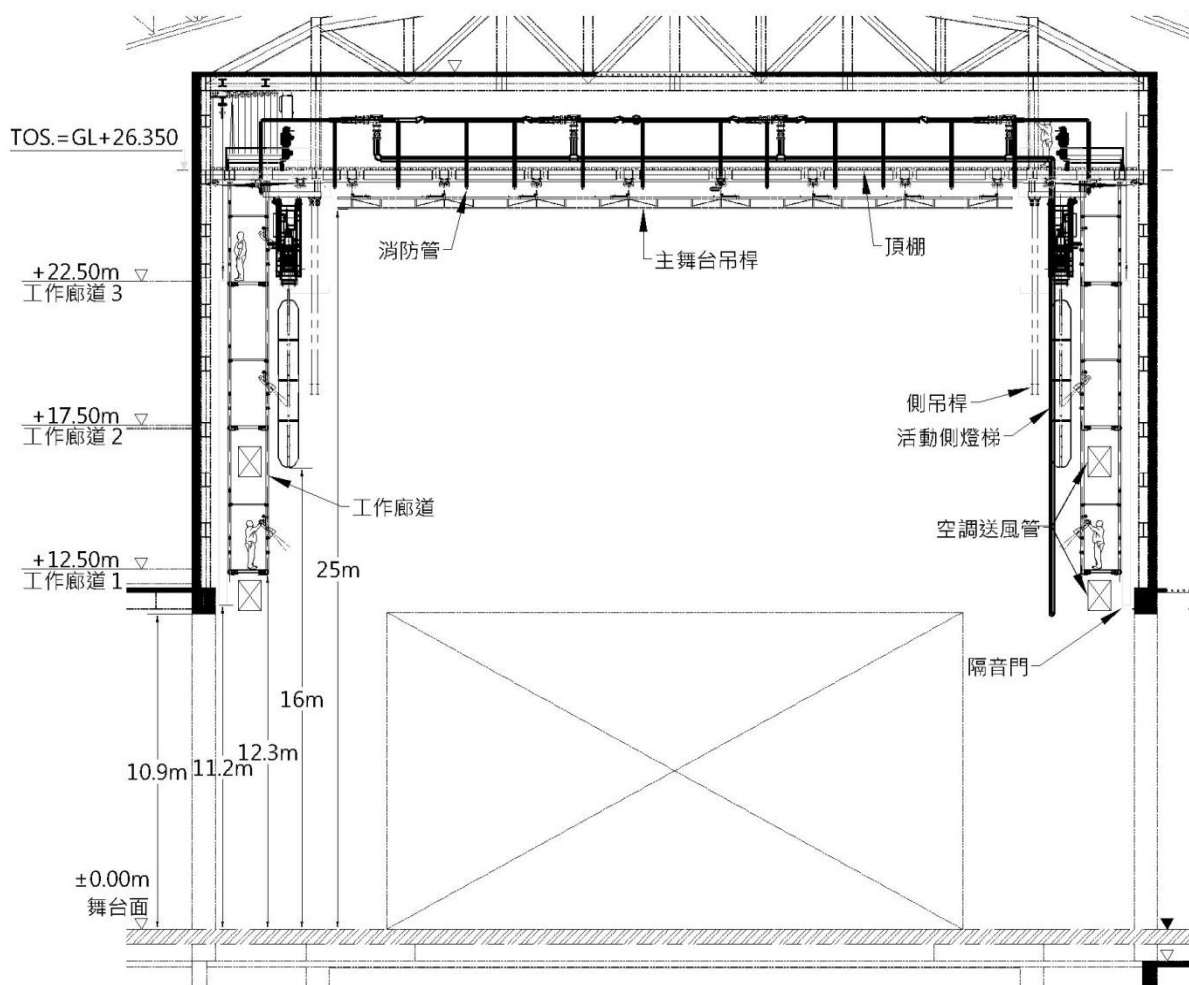 TOS.=GL+26.350
消防管
主舞台吊桿
頂棚
+22.50m
工作廊道 3
側吊桿
+17.50m
工作廊道 2
活動側燈梯
工作廊道
空調送風管
+12.50m
工作廊道 1
25m
隔音門
16m
12.3m
11.2m
10.9m
±0.00m
舞台面